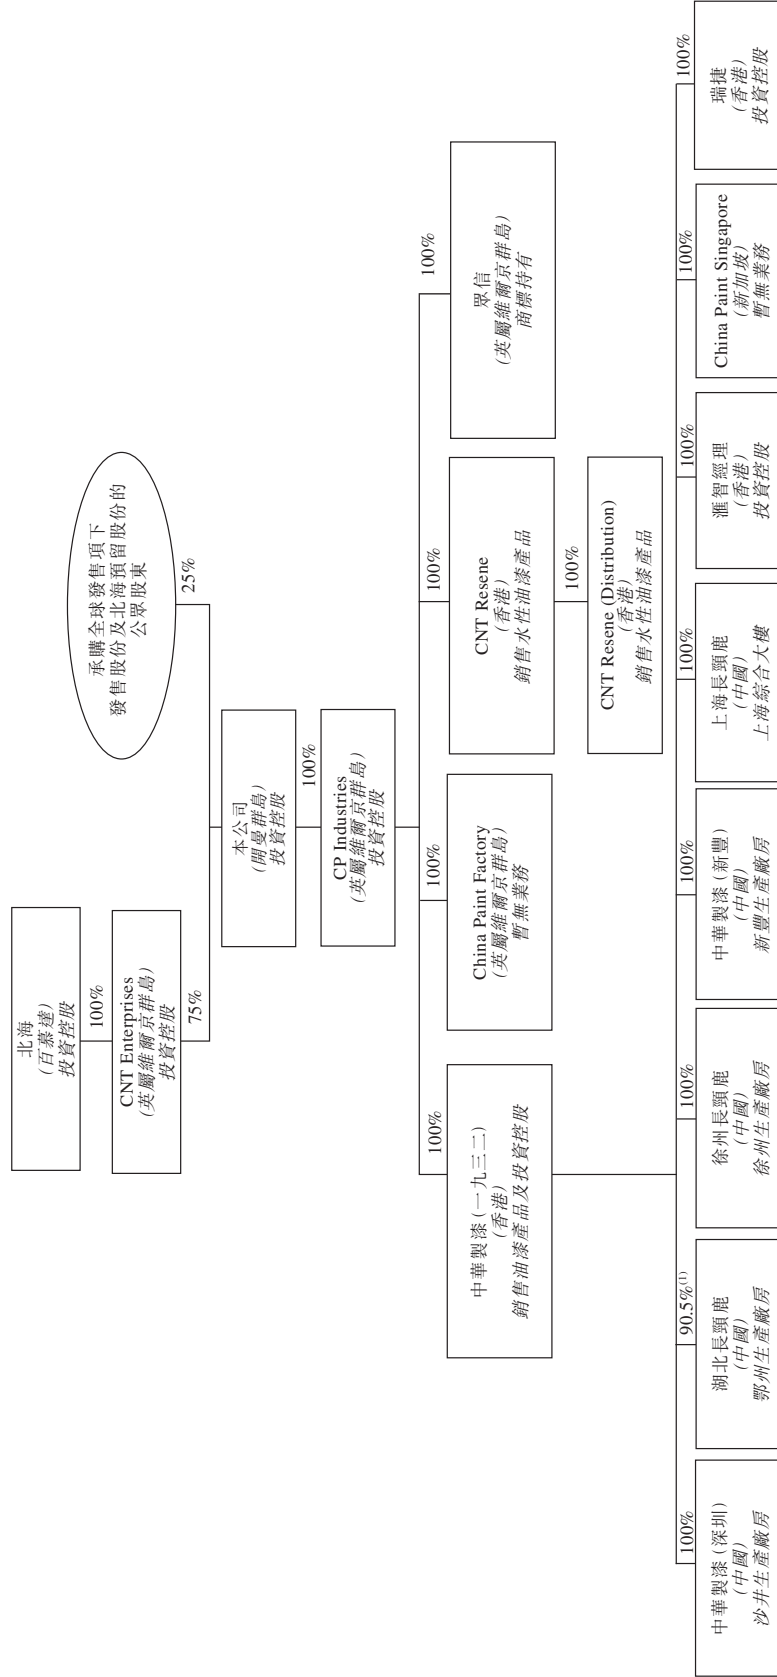 北海
(百慕達)
投資控股
100%
CNT Enterprises
(英屬維爾京群島)
投資控股
75%
承購全球發售項下
發售股份及北海預留股份的
公眾股東
25%
本公司
(開曼群島)
投資控股
100%
CP Industries
(英屬維爾京群島)
投資控股
100%
中華製漆(一九三二)
(香港)
銷售油漆產品及投資控股
100%
China Paint Factory
(英屬維爾京群島)
暫無業務
100%
CNT Resene
(香港)
銷售水性油漆產品
100%
眾信
(英屬維爾京群島)
商標持有
100%
CNT Resene (Distribution)
(香港)
銷售水性油漆產品
100%
中華製漆(深圳)
(中國)
沙井生產廠房
90.5%(1)
湖北長頸鹿
(中國)
鄂州生產廠房
100%
徐州長頸鹿
(中國)
徐州生產廠房
100%
中華製漆(新豐)
(中國)
新豐生產廠房
100%
上海長頸鹿
(中國)
上海綜合大樓
100%
滙智經理
(香港)
投資控股
100%
China Paint Singapore
(新加坡)
暫無業務
100%
瑞捷
(香港)
投資控股